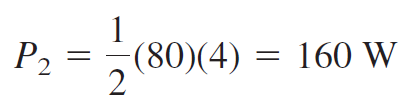 P₂ = 1/2 (80)(4) = 160 W